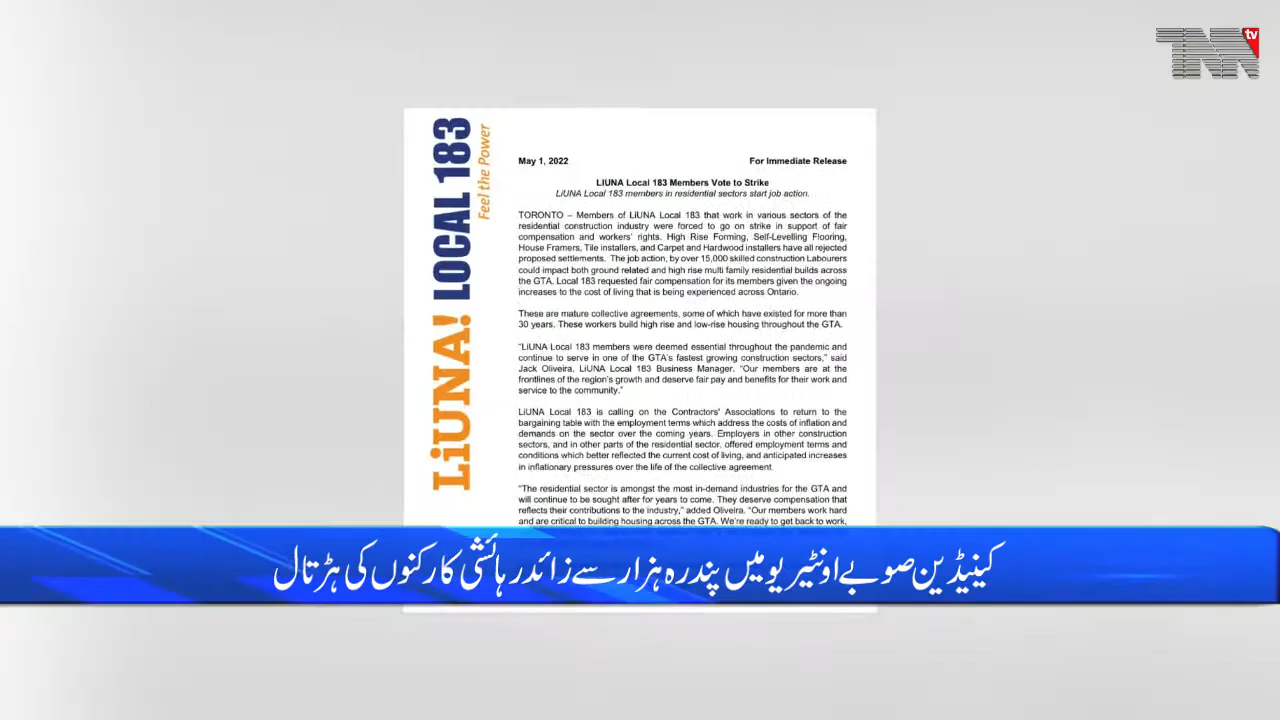 TNN tv
LiUNA! LOCAL 183
Feel the Power
May 1, 2022 For Immediate Release
LIUNA Local 183 Members Vote to Strike
LiUNA Local 183 members in residential sectors start job action.
TORONTO – Members of LiUNA Local 183 that work in various sectors of the
residential construction industry were forced to go on strike in support of fair
compensation and workers' rights. High Rise Forming, Self-Levelling Flooring,
House Framers, Tile installers, and Carpet and Hardwood installers have all rejected
proposed settlements. The job action, by over 15,000 skilled construction Labourers
could impact both ground related and high rise multi family residential builds across
the GTA. Local 183 requested fair compensation for its members given the ongoing
increases to the cost of living that is being experienced across Ontario.
These are mature collective agreements, some of which have existed for more than
30 years. These workers build high rise and low-rise housing throughout the GTA.
"LiUNA Local 183 members were deemed essential throughout the pandemic and
continue to serve in one of the GTA's fastest growing construction sectors," said
Jack Oliveira, LiUNA Local 183 Business Manager. "Our members are at the
frontlines of the region's growth and deserve fair pay and benefits for their work and
service to the community."
LiUNA Local 183 is calling on the Contractors' Associations to return to the
bargaining table with the employment terms which address the costs of inflation and
demands on the sector over the coming years. Employers in other construction
sectors, and in other parts of the residential sector, offered employment terms and
conditions which better reflected the current cost of living, and anticipated increases
in inflationary pressures over the life of the collective agreement.
"The residential sector is amongst the most in-demand industries for the GTA and
will continue to be sought after for years to come. They deserve compensation that
reflects their contributions to the industry," added Oliveira. "Our members work hard
and are critical to building housing across the GTA. We're ready to get back to work,
کینیڈین صوبے اونٹیریو میں پندرہ ہزار سے زائد رہائشی کارکنوں کی ہڑتال